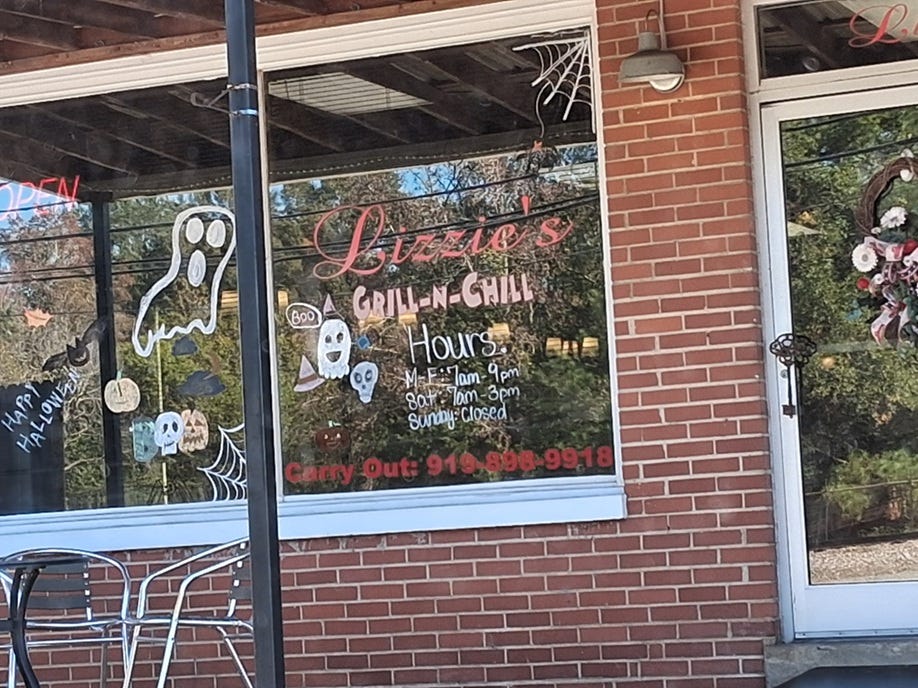 OPEN
Lizzie's
GRILL-N-CHILL
BOO
Hours:
M-F: 7am-9pm
Sat: 7am-3pm
Sunday: Closed
HAPPY
HALLOWEEN
Carry Out: 919-896-9918